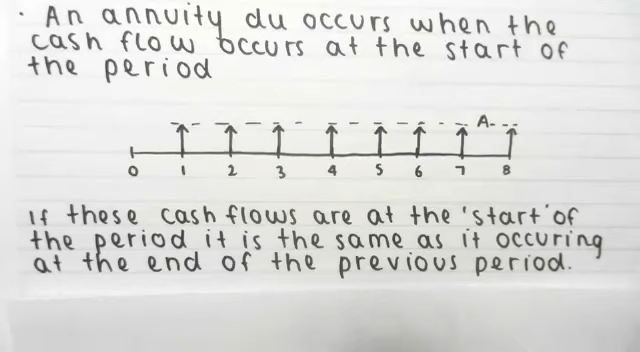 · An annuity du occurs when the
cash flow occurs at the start of
the period
A
0 1 2 3 4 5 6 7 8
If these cash flows are at the 'start' of
the period it is the same as it occuring
at the end of the previous period.